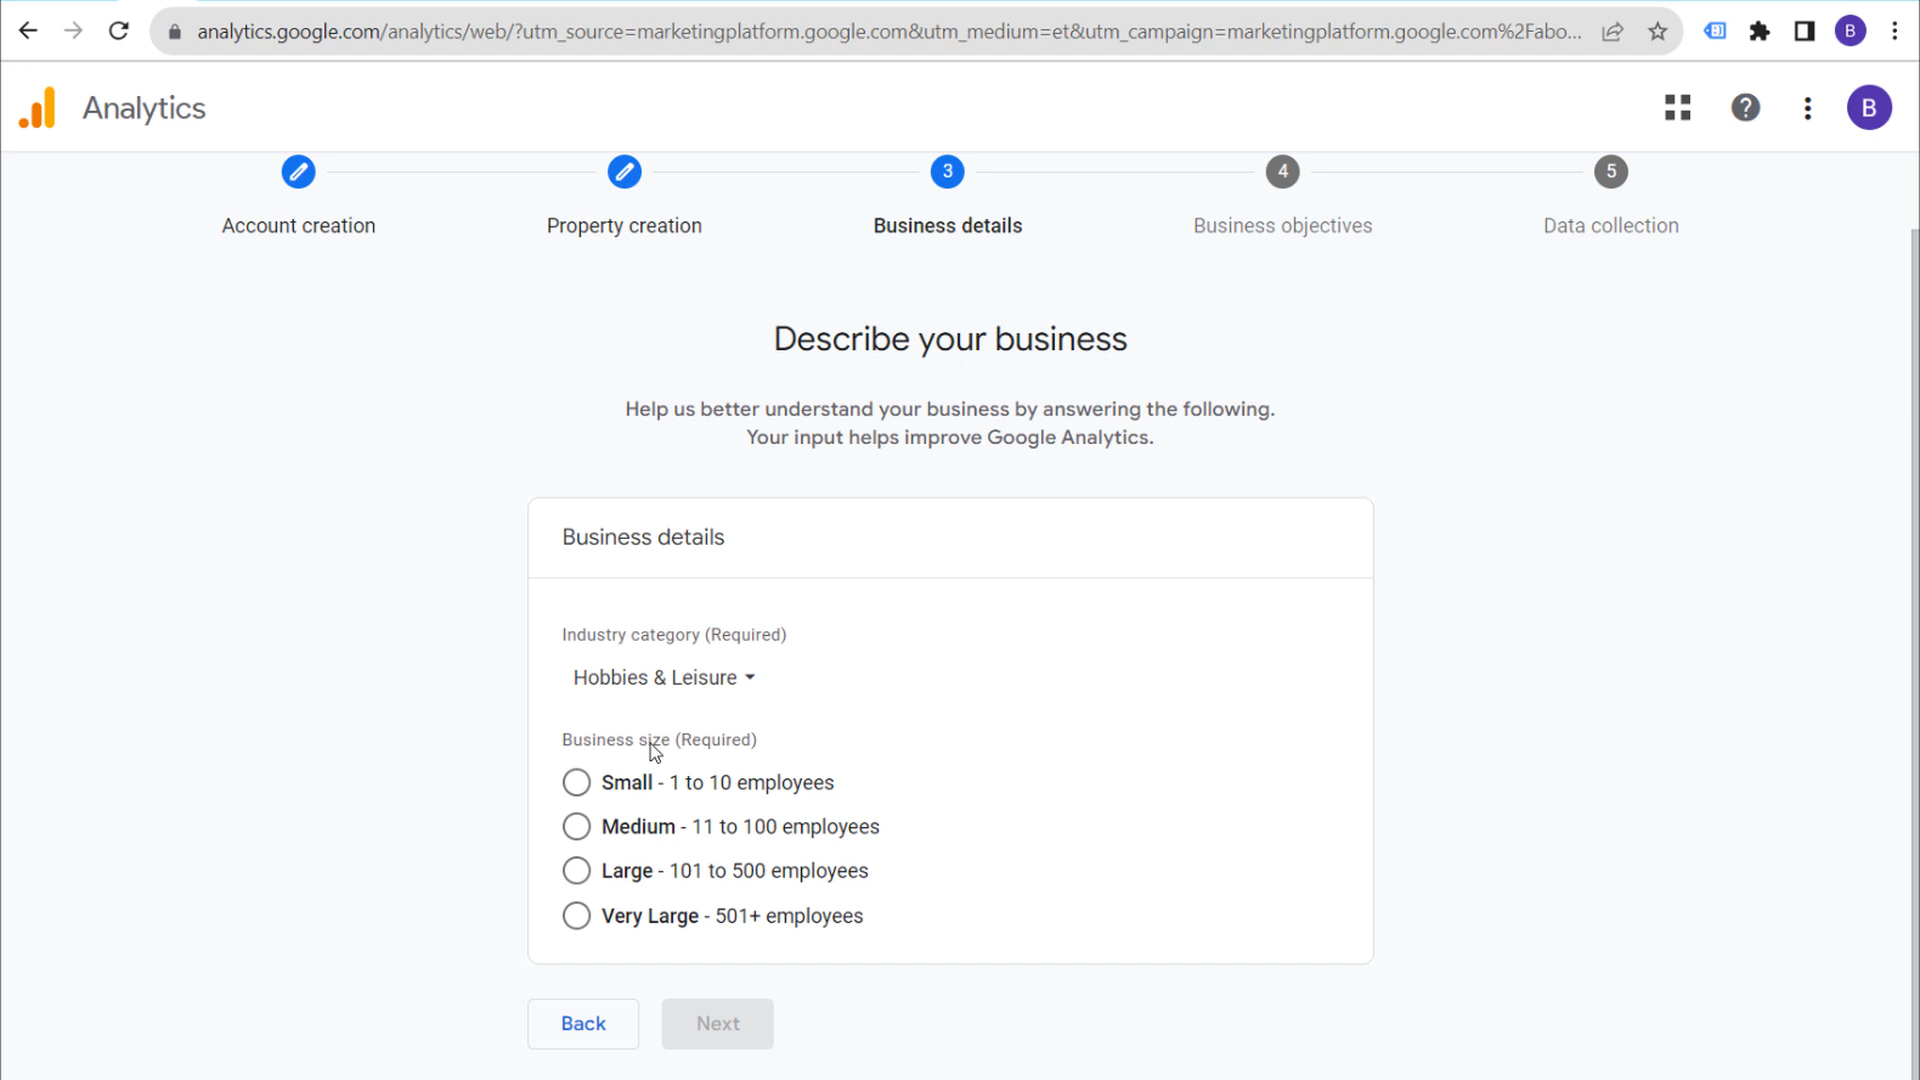 analytics.google.com/analytics/web/?utm_source=marketingplatform.google.com&utm_medium=et&utm_campaign=marketingplatform.google.com%2Fabo...
B
Analytics
?
B
3
4
5
Account creation
Property creation
Business details
Business objectives
Data collection
Describe your business
Help us better understand your business by answering the following.
Your input helps improve Google Analytics.
Business details
Industry category (Required)
Hobbies & Leisure
Business size (Required)
Small - 1 to 10 employees
Medium - 11 to 100 employees
Large - 101 to 500 employees
Very Large - 501+ employees
Back
Next